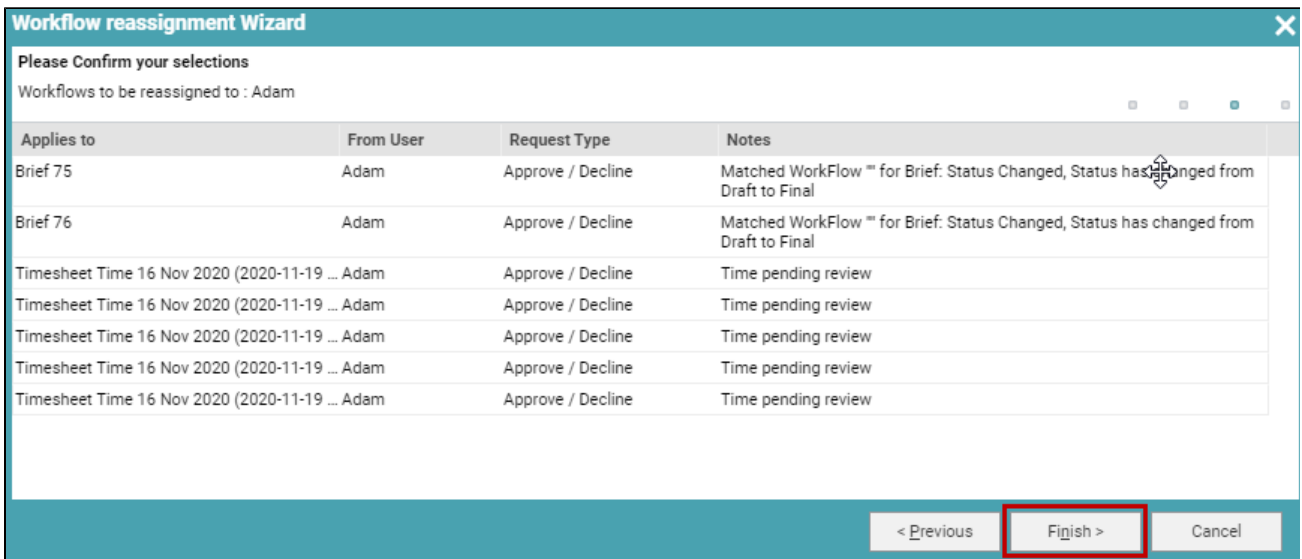 Workflow reassignment Wizard
Please Confirm your selections
Workflows to be reassigned to : Adam
Applies to From User Request Type Notes
Brief 75 Adam Approve / Decline Matched WorkFlow "" for Brief: Status Changed, Status has changed from
Draft to Final
Brief 76 Adam Approve / Decline Matched WorkFlow "" for Brief: Status Changed, Status has changed from
Draft to Final
Timesheet Time 16 Nov 2020 (2020-11-19 ... Adam Approve / Decline Time pending review
Timesheet Time 16 Nov 2020 (2020-11-19 ... Adam Approve / Decline Time pending review
Timesheet Time 16 Nov 2020 (2020-11-19 ... Adam Approve / Decline Time pending review
Timesheet Time 16 Nov 2020 (2020-11-19 ... Adam Approve / Decline Time pending review
Timesheet Time 16 Nov 2020 (2020-11-19 ... Adam Approve / Decline Time pending review
< Previous Finish > Cancel